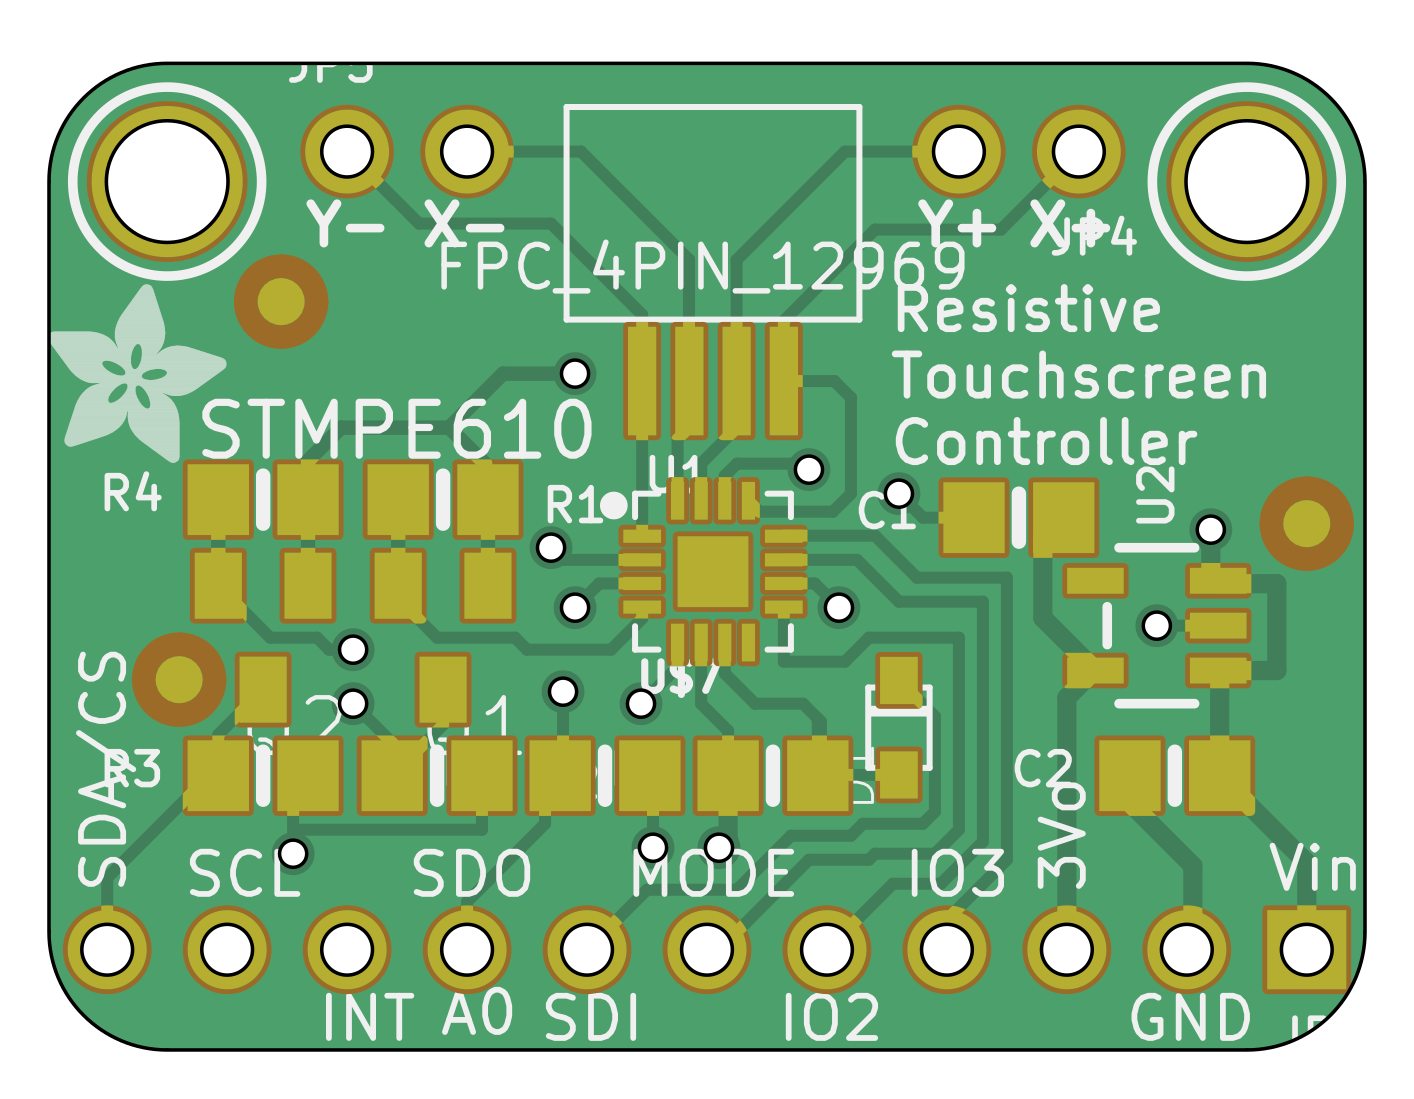 JP3
Y- X- Y+ X+
JP4
FPC_4PIN_12969
Resistive
Touchscreen
Controller
STMPE610
R4
U1
R1
C1
U2
U$7
R3
C2
SDA/CS
3Vo
SCL SDO MODE IO3 Vin
INT A0 SDI IO2 GND